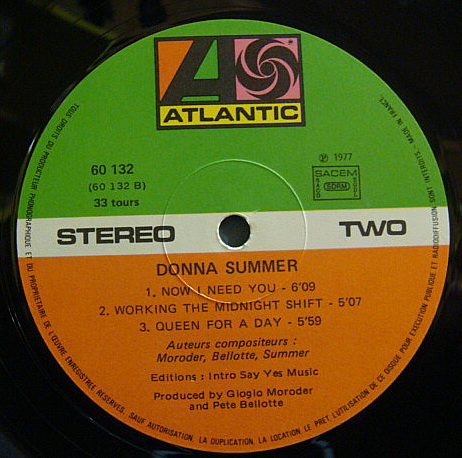 ATLANTIC
60 132
(60 132 B)
33 tours
℗ 1977
SACEM
SDRM
STEREO
TWO
DONNA SUMMER
1. NOW I NEED YOU - 6'09
2. WORKING THE MIDNIGHT SHIFT - 5'07
3. QUEEN FOR A DAY - 5'59
Auteurs compositeurs :
Moroder, Bellotte, Summer
Editions : Intro Say Yes Music
Produced by Giogio Moroder
and Pete Bellotte
TOUS DROITS DU PRODUCTEUR PHONOGRAPHIQUE ET DU PROPRIETAIRE DE L'ŒUVRE ENREGISTREE RESERVES. SAUF AUTORISATION, LA DUPLICATION, LA LOCATION, LE PRET, L'UTILISATION DE CE DISQUE POUR EXECUTION PUBLIQUE ET RADIODIFFUSION SONT INTERDITES. - MADE IN FRANCE.